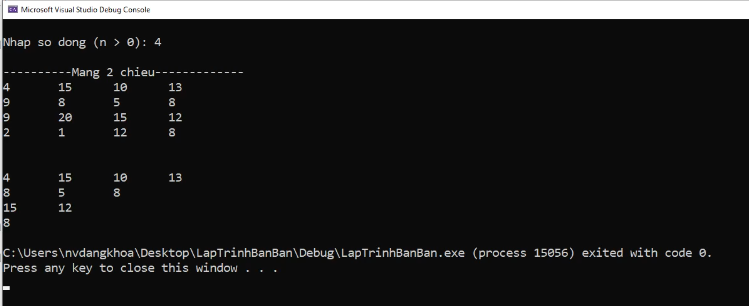 Microsoft Visual Studio Debug Console
Nhap so dong (n > 0): 4
----------Mang 2 chieu-------------
4 15 10 13
9 8 5 8
9 20 15 12
2 1 12 8
4 15 10 13
8 5 8
15 12
8
C:\Users\nvdangkhoa\Desktop\LapTrinhBanBan\Debug\LapTrinhBanBan.exe (process 15056) exited with code 0.
Press any key to close this window . . .